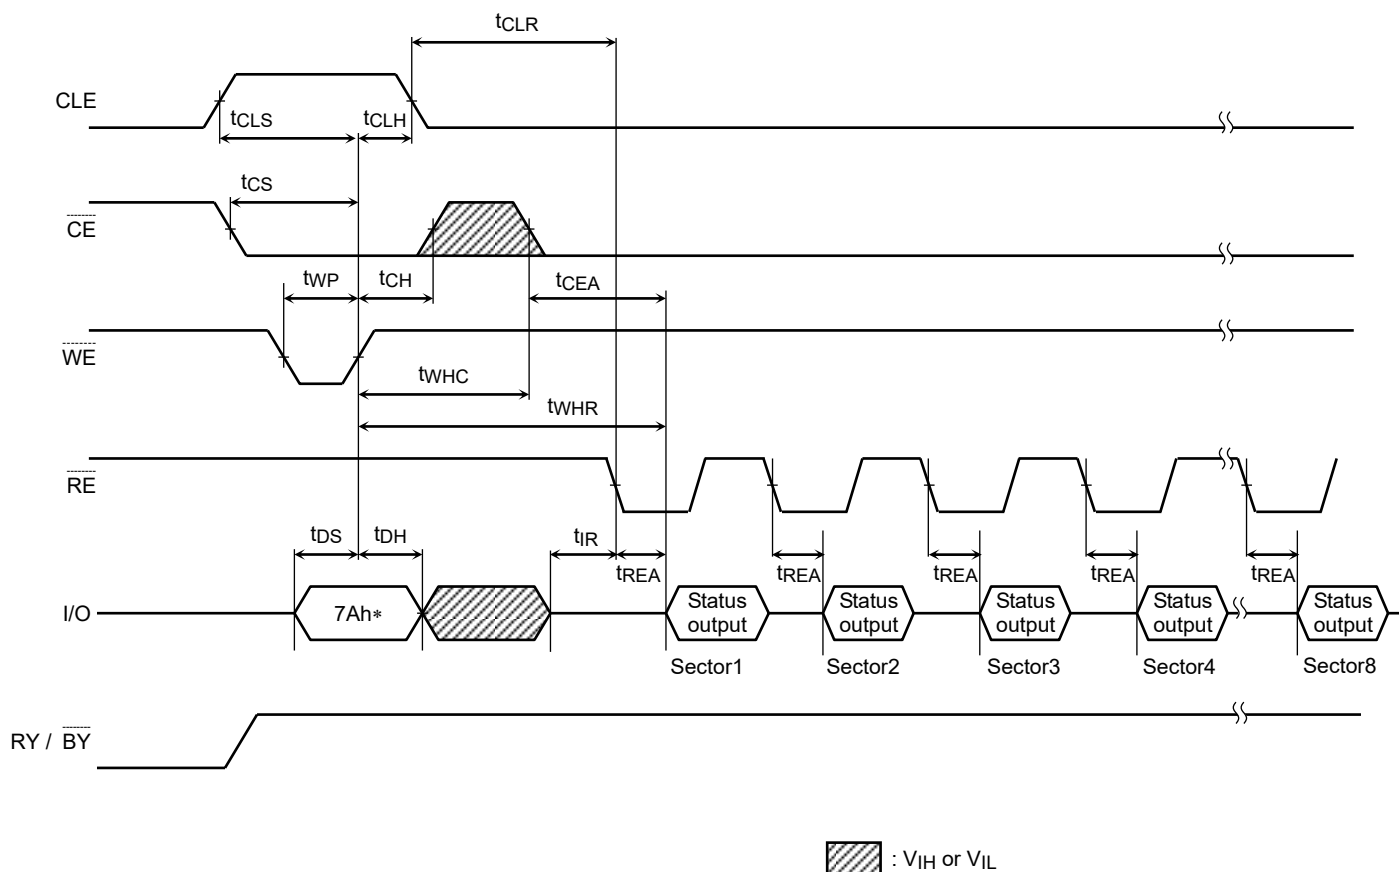 tCLR
CLE
tCLS
tCLH
tCS
CE
tWP
tCH
tCEA
WE
tWHC
tWHR
RE
tDS
tDH
tIR
tREA
tREA
tREA
tREA
tREA
I/O
7Ah*
Status output
Status output
Status output
Status output
Status output
Sector1
Sector2
Sector3
Sector4
Sector8
RY / BY
: VIH or VIL